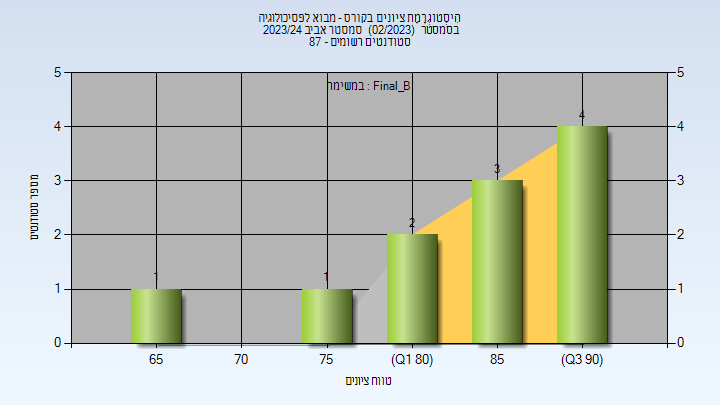 הִיסטוֹגרָמַת ציונים בקורס - מבוא לפסיכולוגיה
בסמסטר (02/2023) סמסטר אביב 2023/24
סטודנטים רשומים - 87
במשימה : Final_B
5
4
3
2
1
0
5
4
3
2
1
0
מספר סטודנטים
1
1
2
3
4
65
70
75
(Q1 80)
85
(Q3 90)
טווח ציונים